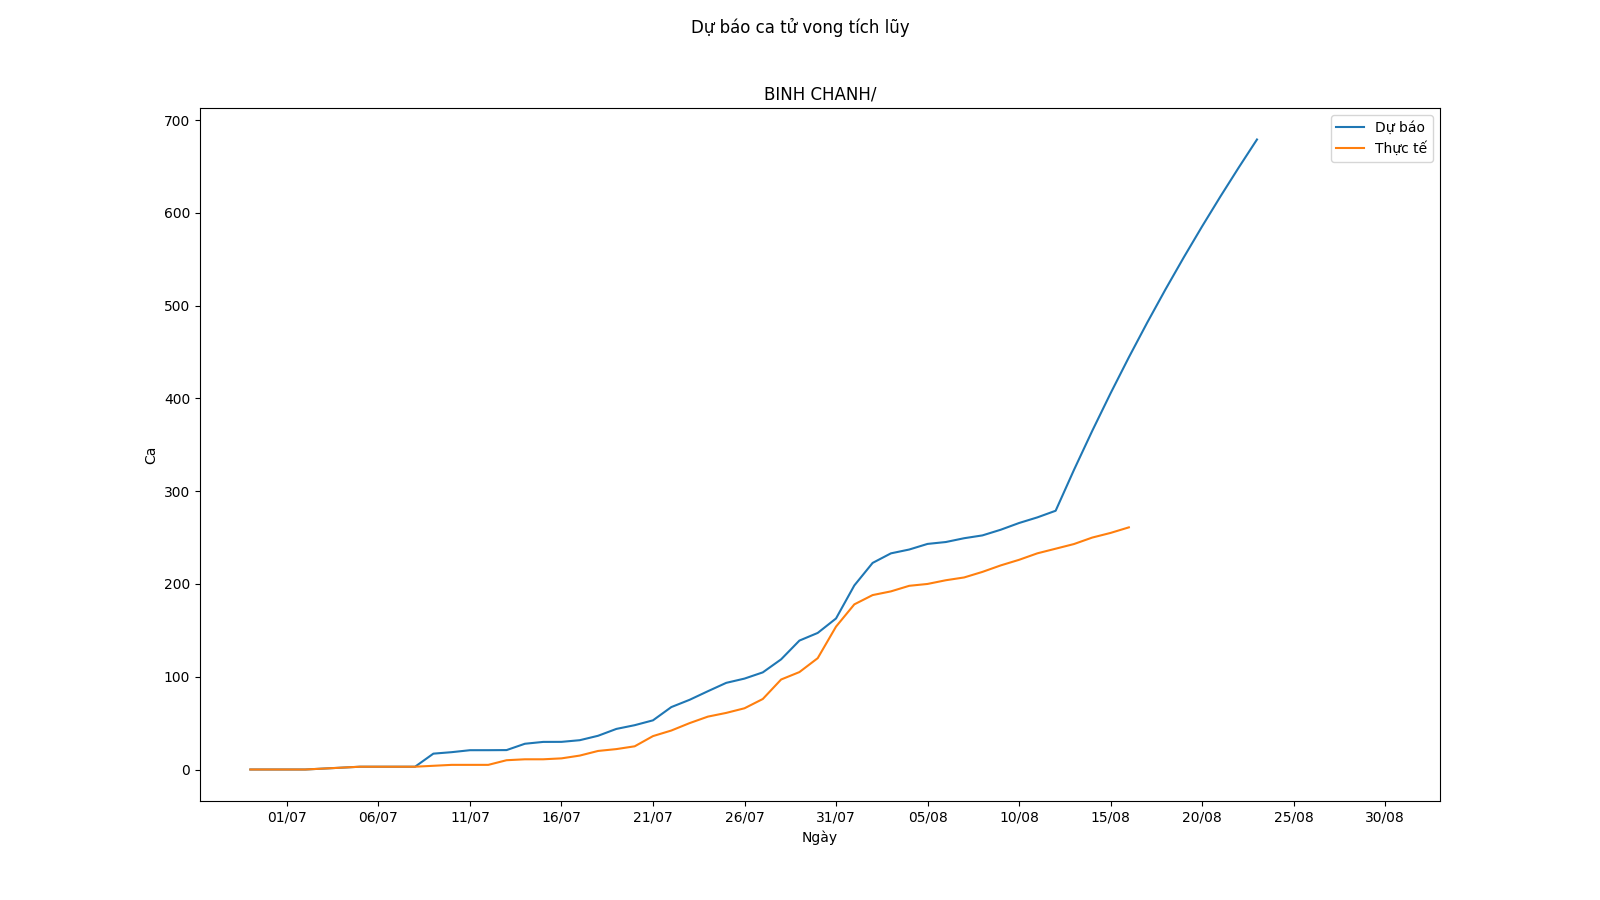 Dự báo ca tử vong tích lũy
BINH CHANH/
700
600
500
400
300
200
100
0
Ca
Dự báo
Thực tế
01/07 06/07 11/07 16/07 21/07 26/07 31/07 05/08 10/08 15/08 20/08 25/08 30/08
Ngày